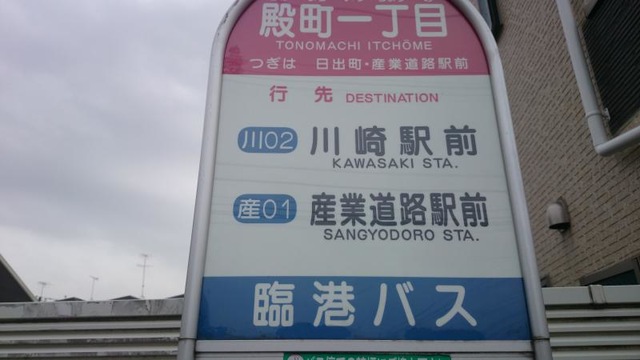 殿町一丁目
TONOMACHI ITCHŌME
つぎは 日出町・産業道路駅前
行先 DESTINATION
川02 川崎駅前
KAWASAKI STA.
産01 産業道路駅前
SANGYODORO STA.
臨港バス